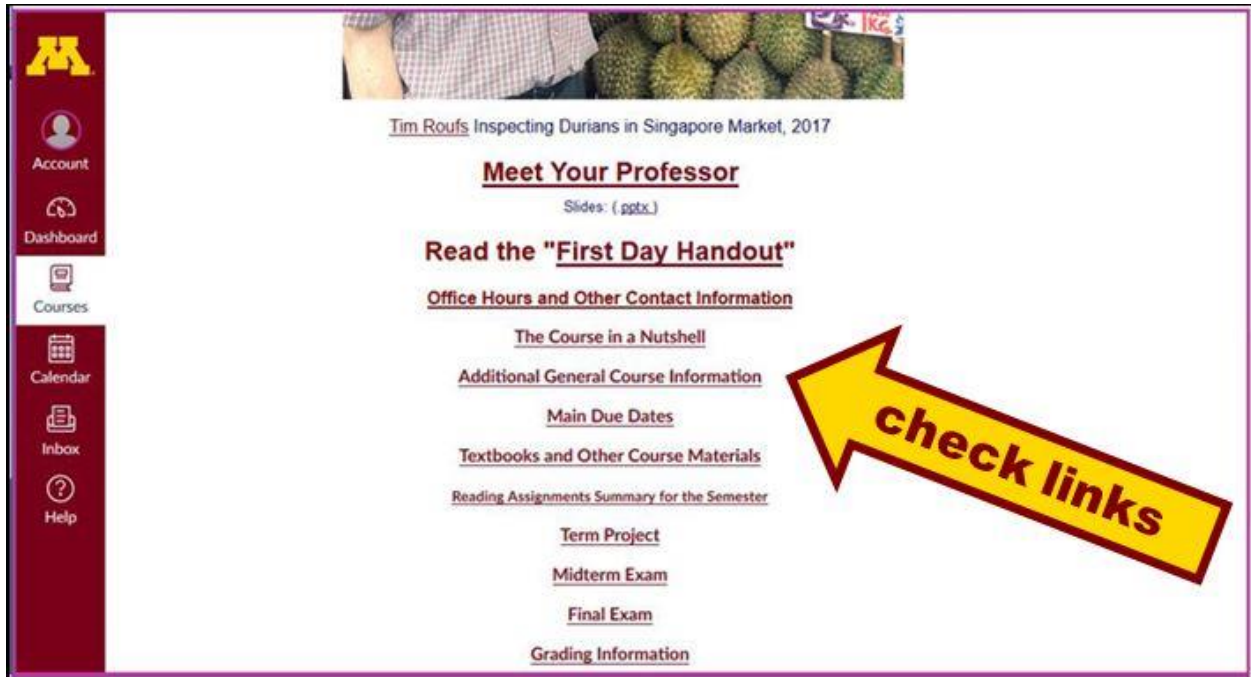 KG
M
Account
Dashboard
Courses
Calendar
Inbox
?
Help
Tim Roufs Inspecting Durians in Singapore Market, 2017
Meet Your Professor
Slides: (.pptx )
Read the "First Day Handout"
Office Hours and Other Contact Information
The Course in a Nutshell
Additional General Course Information
Main Due Dates
Textbooks and Other Course Materials
Reading Assignments Summary for the Semester
Term Project
Midterm Exam
Final Exam
Grading Information
check links